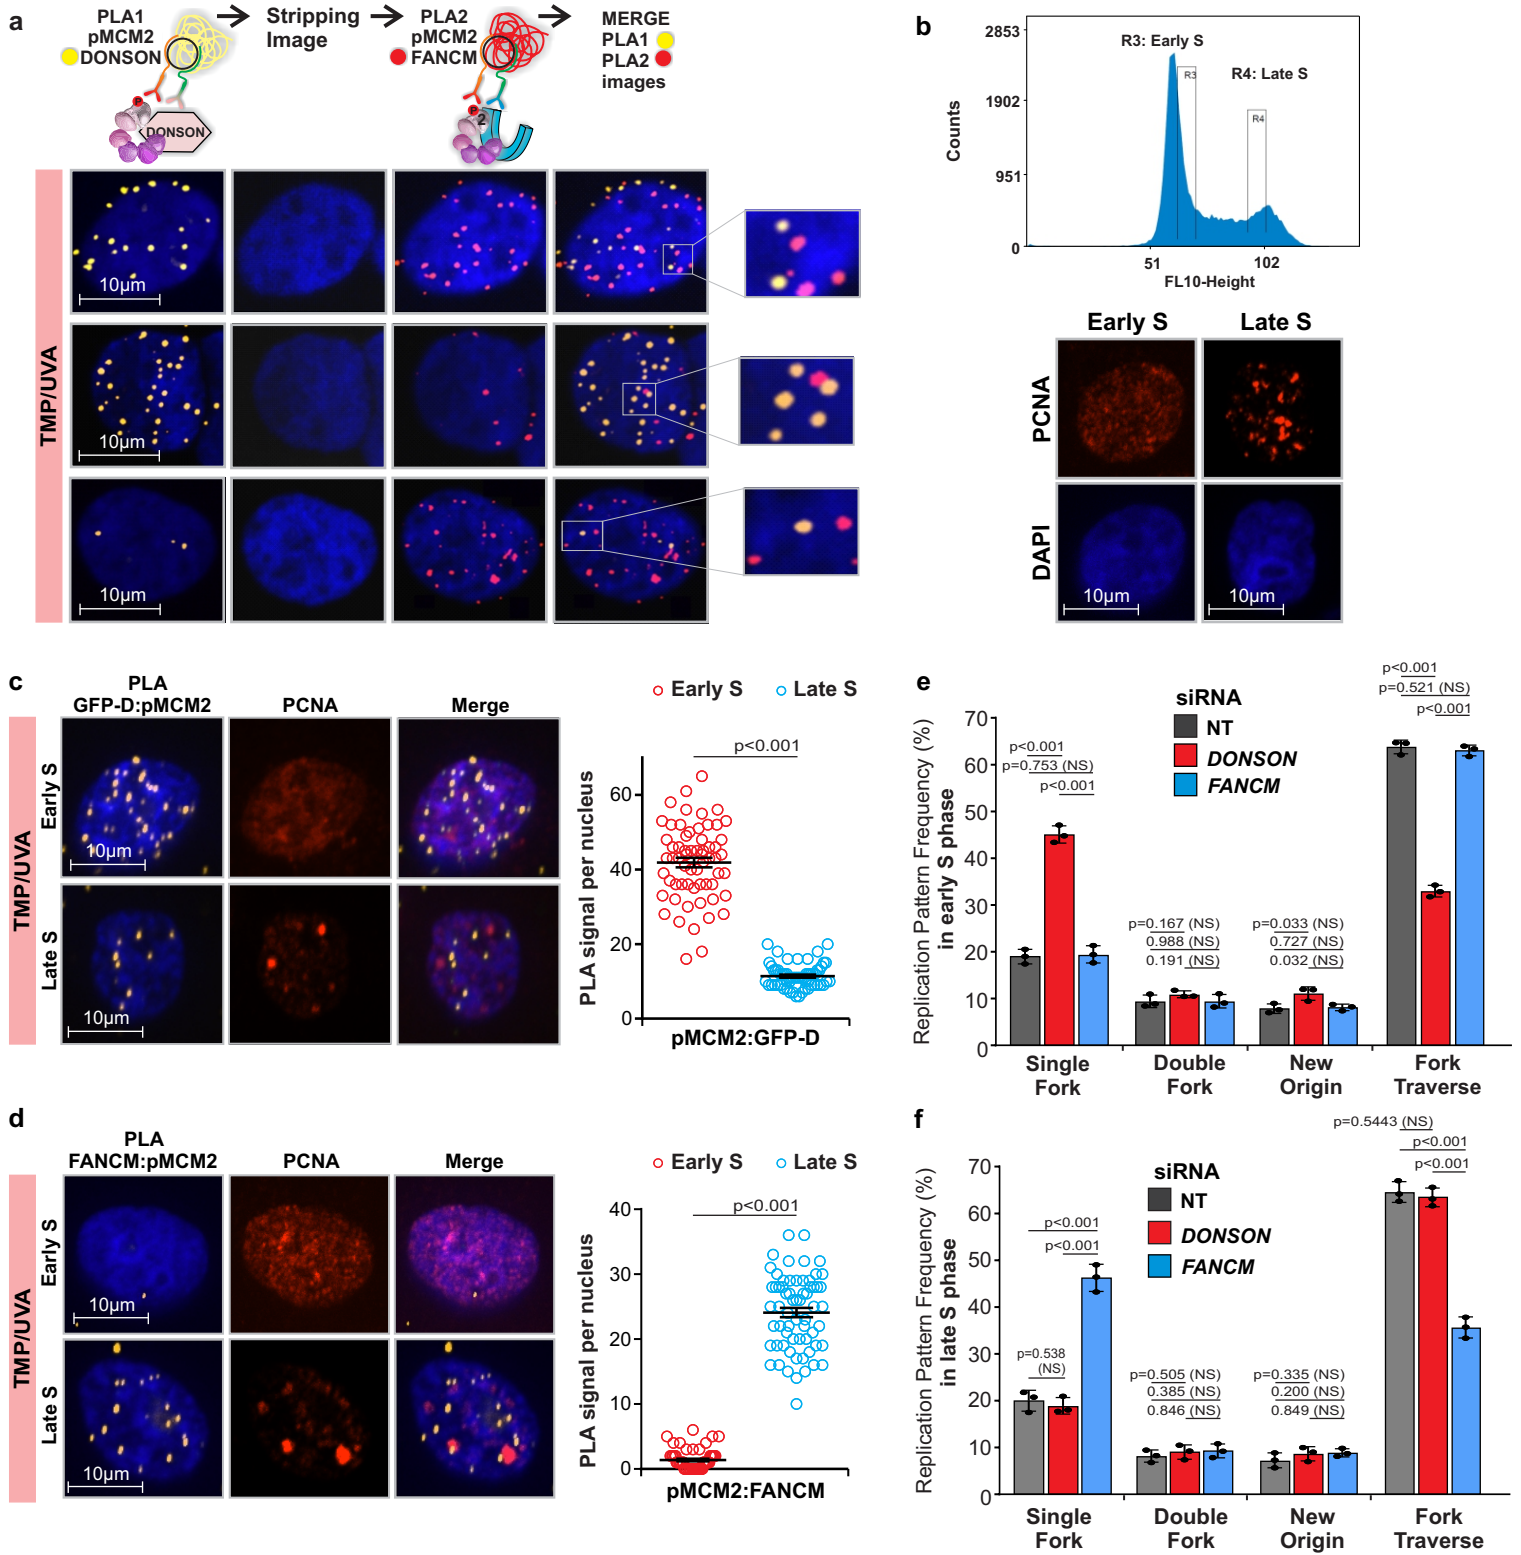 a
PLA1
pMCM2
DONSON
Stripping
Image
PLA2
pMCM2
FANCM
MERGE
PLA1
PLA2
images
P
DONSON
P
2
TMP/UVA
10µm
10µm
10µm
b
2853
1902
951
0
Counts
R3: Early S
R3
R4: Late S
R4
51
102
FL10-Height
Early S
Late S
PCNA
DAPI
10µm
10µm
c
PLA
GFP-D:pMCM2
PCNA
Merge
TMP/UVA
Early S
Late S
10µm
10µm
Early S
Late S
p<0.001
PLA signal per nucleus
60
40
20
0
pMCM2:GFP-D
d
PLA
FANCM:pMCM2
PCNA
Merge
TMP/UVA
Early S
Late S
10µm
10µm
Early S
Late S
p<0.001
PLA signal per nucleus
40
30
20
10
0
pMCM2:FANCM
e
siRNA
NT
DONSON
FANCM
Replication Pattern Frequency (%)
in early S phase
70
60
50
40
30
20
10
0
p<0.001
p=0.753 (NS)
p<0.001
p=0.167 (NS)
0.988 (NS)
0.191 (NS)
p=0.033 (NS)
0.727 (NS)
0.032 (NS)
p<0.001
p=0.521 (NS)
p<0.001
Single
Fork
Double
Fork
New
Origin
Fork
Traverse
f
siRNA
NT
DONSON
FANCM
Replication Pattern Frequency (%)
in late S phase
70
60
50
40
30
20
10
0
p<0.001
p<0.001
p=0.538
(NS)
p=0.505 (NS)
0.385 (NS)
0.846 (NS)
p=0.335 (NS)
0.200 (NS)
0.849 (NS)
p=0.5443 (NS)
p<0.001
p<0.001
Single
Fork
Double
Fork
New
Origin
Fork
Traverse